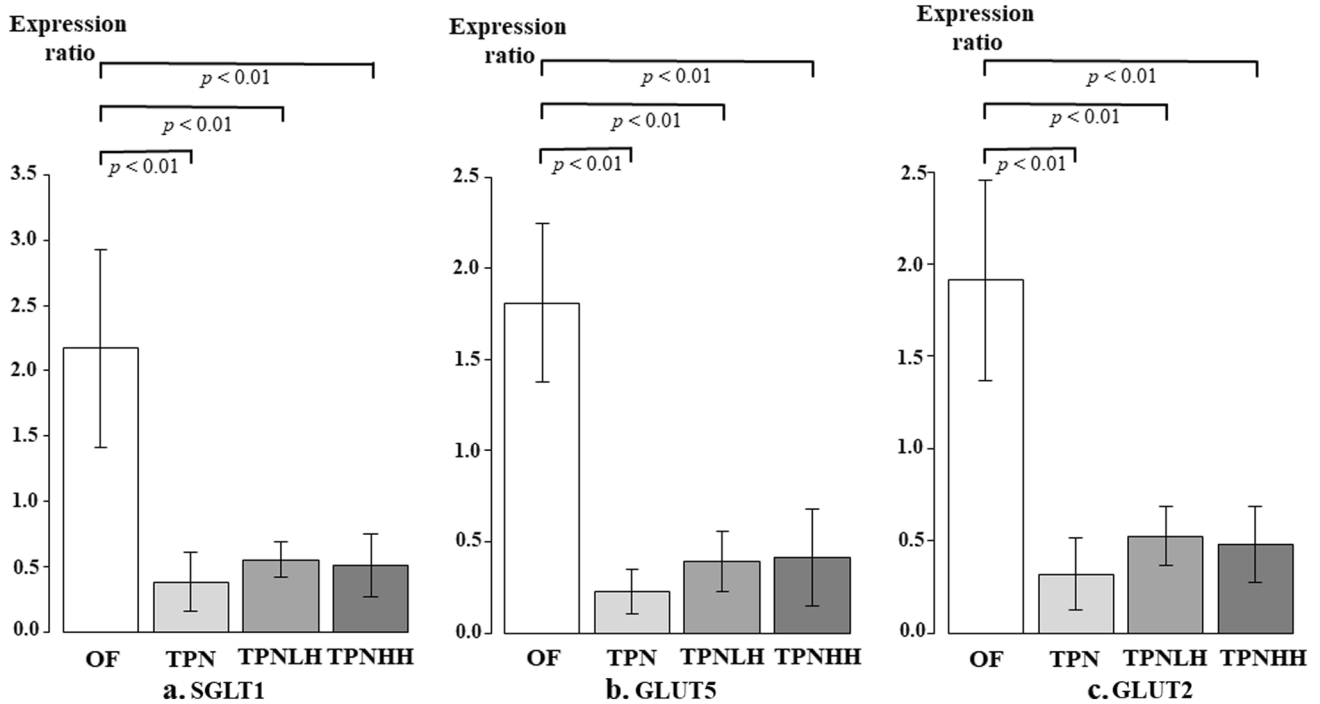 Expression
ratio
p < 0.01
p < 0.01
p < 0.01
3.5
3.0
2.5
2.0
1.5
1.0
0.5
0.0
OF TPN TPNLH TPNHH
a. SGLT1
Expression
ratio
p < 0.01
p < 0.01
p < 0.01
2.5
2.0
1.5
1.0
0.5
0.0
OF TPN TPNLH TPNHH
b. GLUT5
Expression
ratio
p < 0.01
p < 0.01
p < 0.01
2.5
2.0
1.5
1.0
0.5
0.0
OF TPN TPNLH TPNHH
c. GLUT2